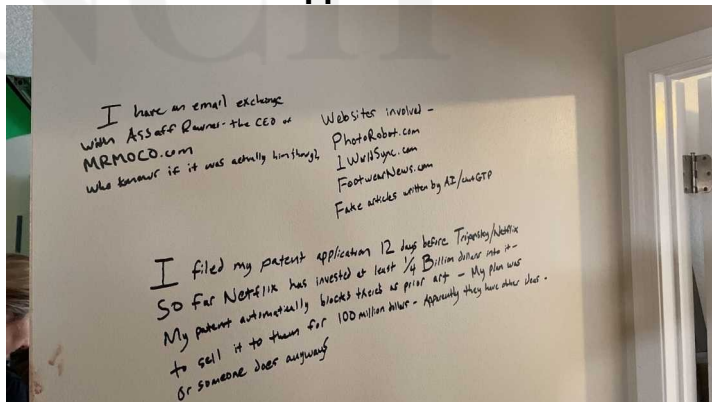 I have an email exchange
with Assaff Rawner - the CEO of
MRMOCO.com
who knows if it was actually him though,
Websites involved -
PhotoRobot.com
1WorldSync.com
FootwearNews.com
Fake articles written by AI/chatGTP
I filed my patent application 12 days before /Netflix
So far Netflix has invested at least 1/4 Billion dollars into it -
My patent automatically blocks theirs as prior art - My plan was
to sell it to them for 100 million dollars - Apparently they have other ideas -
Or someone does anyways